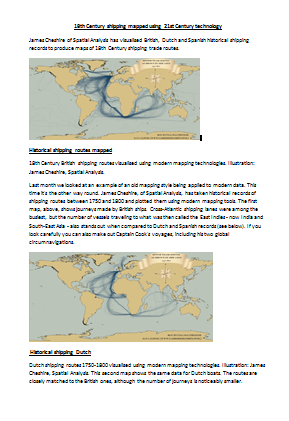 18th Century shipping mapped using 21st Century technology
James Cheshire of Spatial Analysis has visualised British, Dutch and Spanish historical shipping
records to produce maps of 18th Century shipping trade routes.
Historical shipping routes mapped
18th Century British shipping routes visualised using modern mapping technologies. Illustration:
James Cheshire, Spatial Analysis
Last month we looked at an example of an old mapping style being applied to modern data. This
time it's the other way round. James Cheshire, of Spatial Analysis, has taken historical records of
shipping routes between 1750 and 1800 and plotted them using modern mapping tools. The first
map, above, shows journeys made by British ships. Cross-Atlantic shipping lanes were among the
busiest, but the number of vessels traveling to what was then called the East Indies - now India and
South-East Asia - also stands out when compared to Dutch and Spanish records (see below). If you
look carefully you can also make out Captain Cook's voyages, including his two global
circumnavigations.
Historical shipping Dutch
Dutch shipping routes 1750-1800 visualised using modern mapping technologies. Illustration: James
Cheshire, Spatial Analysis. This second map shows the same data for Dutch boats. The routes are
closely matched to the British ones, although the number of journeys is noticeably smaller.